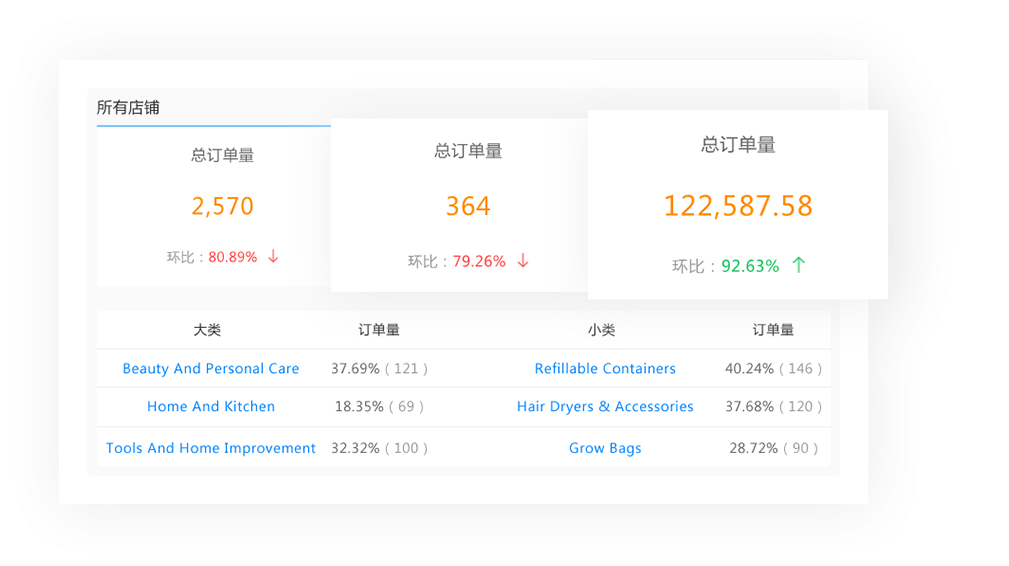 所有店铺
总订单量
2,570
环比：80.89% ↓
总订单量
364
环比：79.26% ↓
总订单量
122,587.58
环比：92.63% ↑
大类 订单量 小类 订单量
Beauty And Personal Care 37.69% ( 121 ) Refillable Containers 40.24% ( 146 )
Home And Kitchen 18.35% ( 69 ) Hair Dryers & Accessories 37.68% ( 120 )
Tools And Home Improvement 32.32% ( 100 ) Grow Bags 28.72% ( 90 )